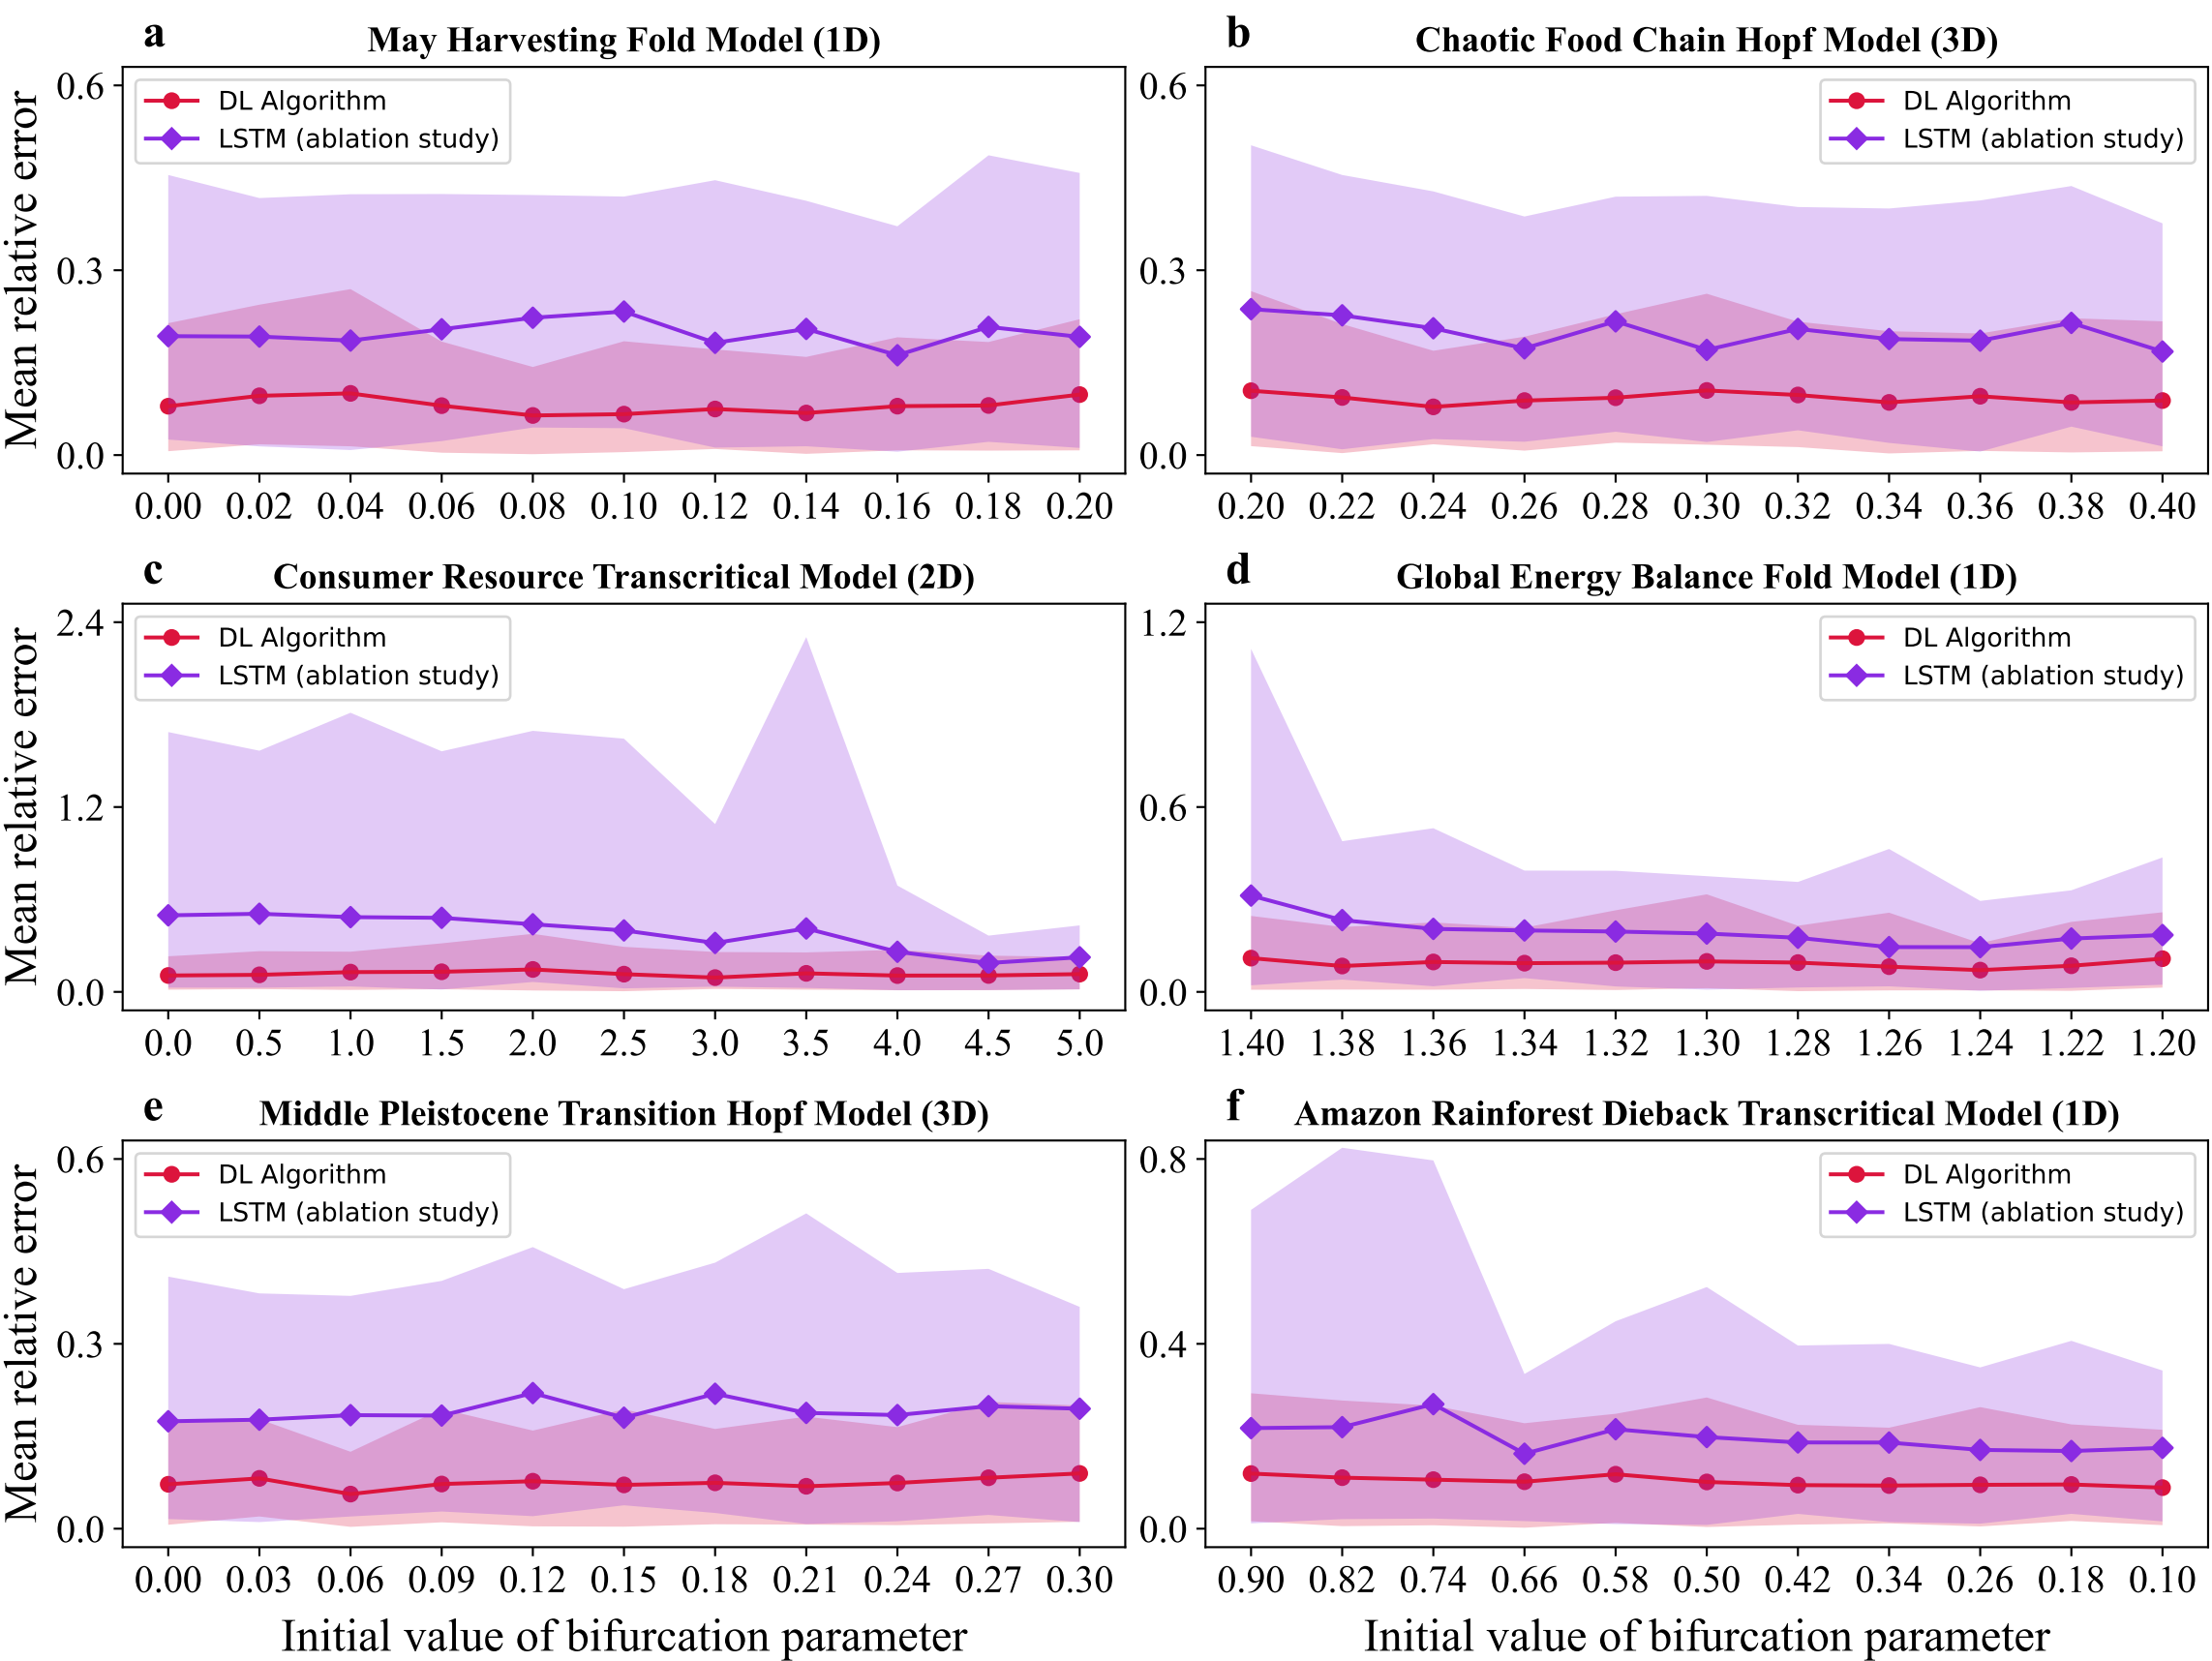 a
May Harvesting Fold Model (1D)
Mean relative error
0.6
0.3
0.0
DL Algorithm
LSTM (ablation study)
0.00 0.02 0.04 0.06 0.08 0.10 0.12 0.14 0.16 0.18 0.20
b
Chaotic Food Chain Hopf Model (3D)
0.6
0.3
0.0
DL Algorithm
LSTM (ablation study)
0.20 0.22 0.24 0.26 0.28 0.30 0.32 0.34 0.36 0.38 0.40
c
Consumer Resource Transcritical Model (2D)
Mean relative error
2.4
1.2
0.0
DL Algorithm
LSTM (ablation study)
0.0 0.5 1.0 1.5 2.0 2.5 3.0 3.5 4.0 4.5 5.0
d
Global Energy Balance Fold Model (1D)
1.2
0.6
0.0
DL Algorithm
LSTM (ablation study)
1.40 1.38 1.36 1.34 1.32 1.30 1.28 1.26 1.24 1.22 1.20
e
Middle Pleistocene Transition Hopf Model (3D)
Mean relative error
0.6
0.3
0.0
DL Algorithm
LSTM (ablation study)
0.00 0.03 0.06 0.09 0.12 0.15 0.18 0.21 0.24 0.27 0.30
Initial value of bifurcation parameter
f
Amazon Rainforest Dieback Transcritical Model (1D)
0.8
0.4
0.0
DL Algorithm
LSTM (ablation study)
0.90 0.82 0.74 0.66 0.58 0.50 0.42 0.34 0.26 0.18 0.10
Initial value of bifurcation parameter